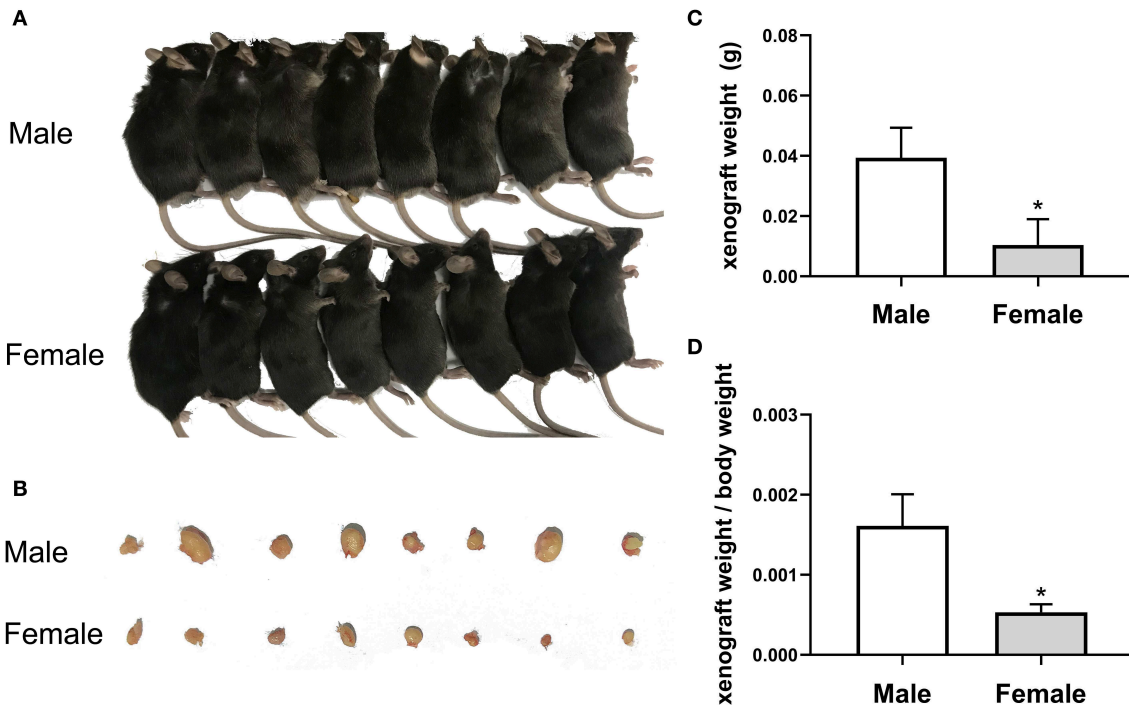 A
Male
Female
B
Male
Female
C
xenograft weight (g)
0.08
0.06
0.04
0.02
0.00
*
Male
Female
D
xenograft weight / body weight
0.003
0.002
0.001
0.000
*
Male
Female